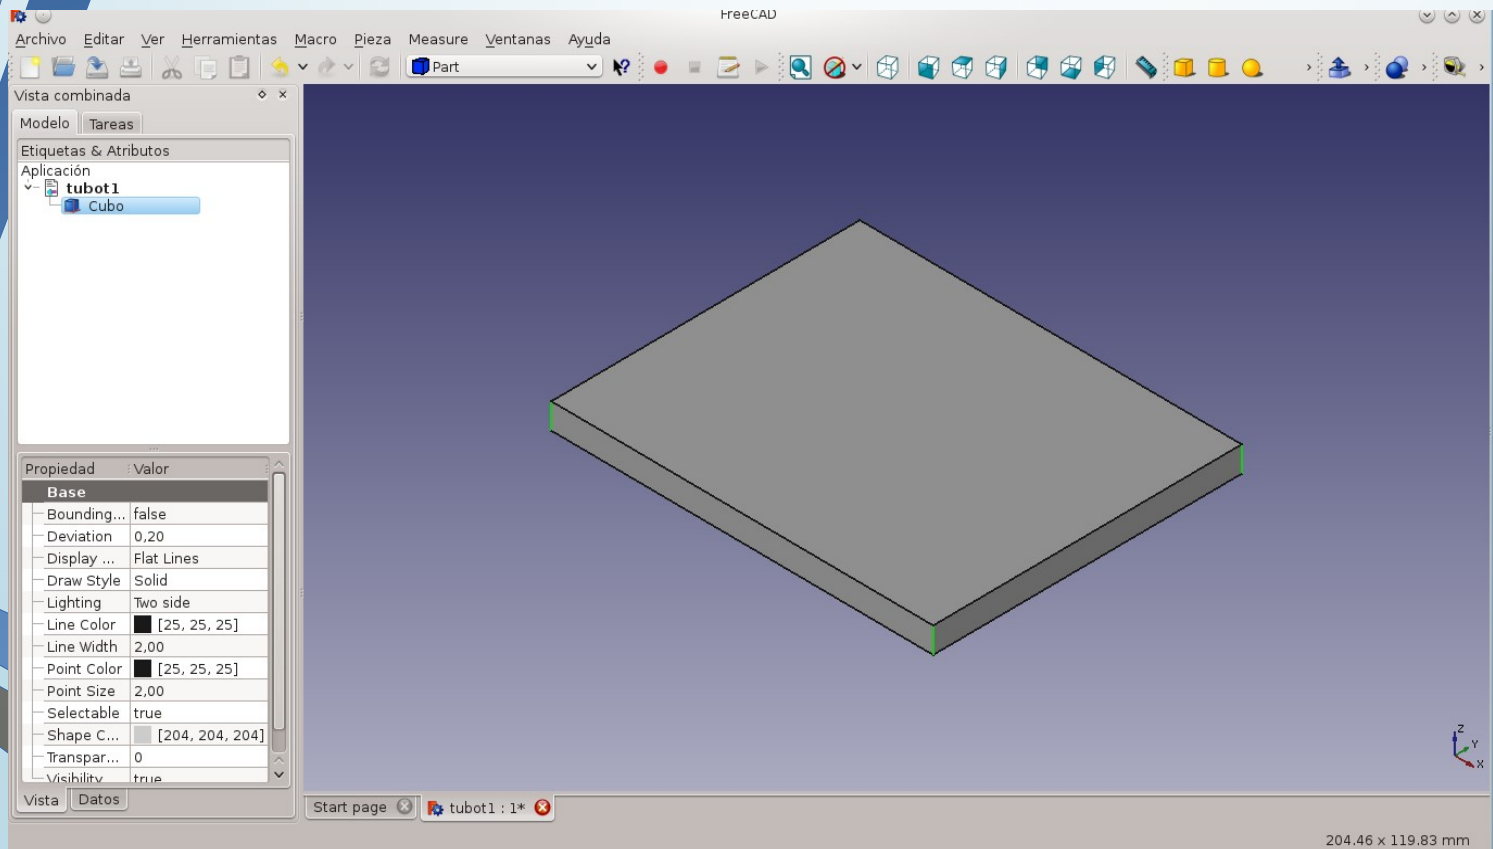 FreeCAD
Archivo Editar Ver Herramientas Macro Pieza Measure Ventanas Ayuda
Part
Vista combinada
Modelo Tareas
Etiquetas & Atributos
Aplicación
tubot1
Cubo
Propiedad Valor
Base
Bounding... false
Deviation 0,20
Display ... Flat Lines
Draw Style Solid
Lighting Two side
Line Color [25, 25, 25]
Line Width 2,00
Point Color [25, 25, 25]
Point Size 2,00
Selectable true
Shape C... [204, 204, 204]
Transpar... 0
Visibility true
Vista Datos
Start page tubot1 : 1*
Z
Y
X
204.46 x 119.83 mm